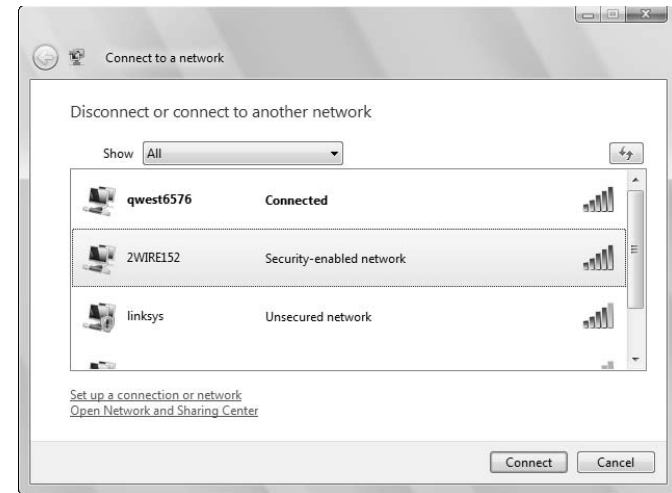 Connect to a network
Disconnect or connect to another network
Show All
qwest6576 Connected
2WIRE152 Security-enabled network
linksys Unsecured network
Set up a connection or network
Open Network and Sharing Center
Connect Cancel